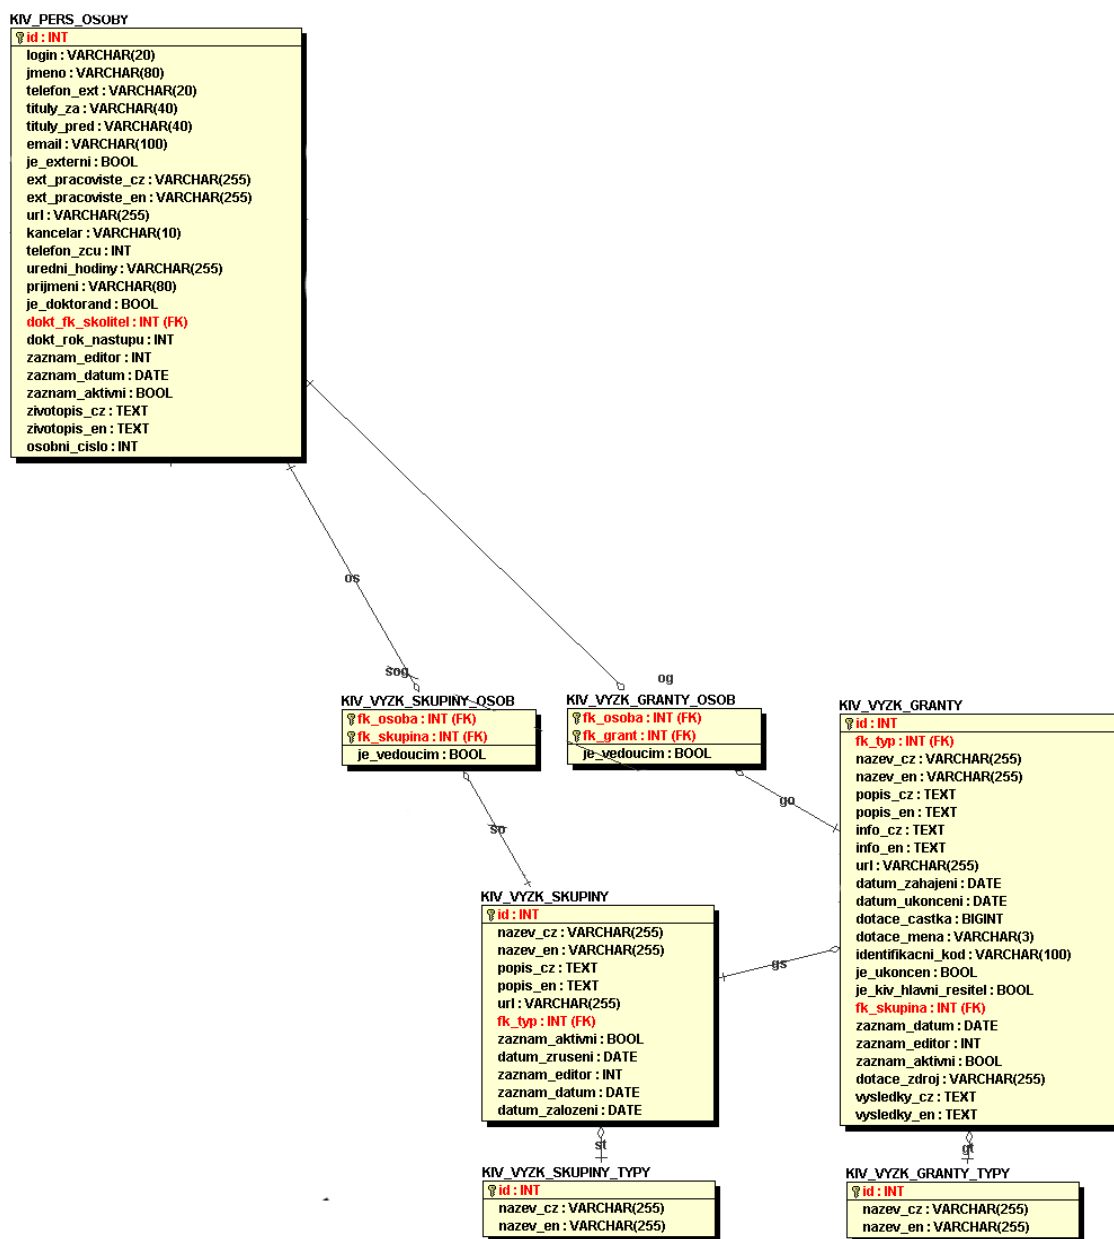 KIV_PERS_OSOBY
id : INT
login : VARCHAR(20)
jmeno : VARCHAR(80)
telefon_ext : VARCHAR(20)
tituly_za : VARCHAR(40)
tituly_pred : VARCHAR(40)
email : VARCHAR(100)
je_externi : BOOL
ext_pracoviste_cz : VARCHAR(255)
ext_pracoviste_en : VARCHAR(255)
url : VARCHAR(255)
kancelar : VARCHAR(10)
telefon_zcu : INT
uredni_hodiny : VARCHAR(255)
prijmeni : VARCHAR(80)
je_doktorand : BOOL
dokt_fk_skolitel : INT (FK)
dokt_rok_nastupu : INT
zaznam_editor : INT
zaznam_datum : DATE
zaznam_aktivni : BOOL
zivotopis_cz : TEXT
zivotopis_en : TEXT
osobni_cislo : INT
os
sog
og
KIV_VYZK_SKUPINY_OSOB
fk_osoba : INT (FK)
fk_skupina : INT (FK)
je_vedoucim : BOOL
KIV_VYZK_GRANTY_OSOB
fk_osoba : INT (FK)
fk_grant : INT (FK)
je_vedoucim : BOOL
KIV_VYZK_GRANTY
id : INT
fk_typ : INT (FK)
nazev_cz : VARCHAR(255)
nazev_en : VARCHAR(255)
popis_cz : TEXT
popis_en : TEXT
info_cz : TEXT
info_en : TEXT
url : VARCHAR(255)
datum_zahajeni : DATE
datum_ukonceni : DATE
dotace_castka : BIGINT
dotace_mena : VARCHAR(3)
identifikacni_kod : VARCHAR(100)
je_ukoncen : BOOL
je_kiv_hlavni_resitel : BOOL
fk_skupina : INT (FK)
zaznam_datum : DATE
zaznam_editor : INT
zaznam_aktivni : BOOL
dotace_zdroj : VARCHAR(255)
vysledky_cz : TEXT
vysledky_en : TEXT
go
so
gs
KIV_VYZK_SKUPINY
id : INT
nazev_cz : VARCHAR(255)
nazev_en : VARCHAR(255)
popis_cz : TEXT
popis_en : TEXT
url : VARCHAR(255)
fk_typ : INT (FK)
zaznam_aktivni : BOOL
datum_zruseni : DATE
zaznam_editor : INT
zaznam_datum : DATE
datum_zalozeni : DATE
st
gt
KIV_VYZK_SKUPINY_TYPY
id : INT
nazev_cz : VARCHAR(255)
nazev_en : VARCHAR(255)
KIV_VYZK_GRANTY_TYPY
id : INT
nazev_cz : VARCHAR(255)
nazev_en : VARCHAR(255)